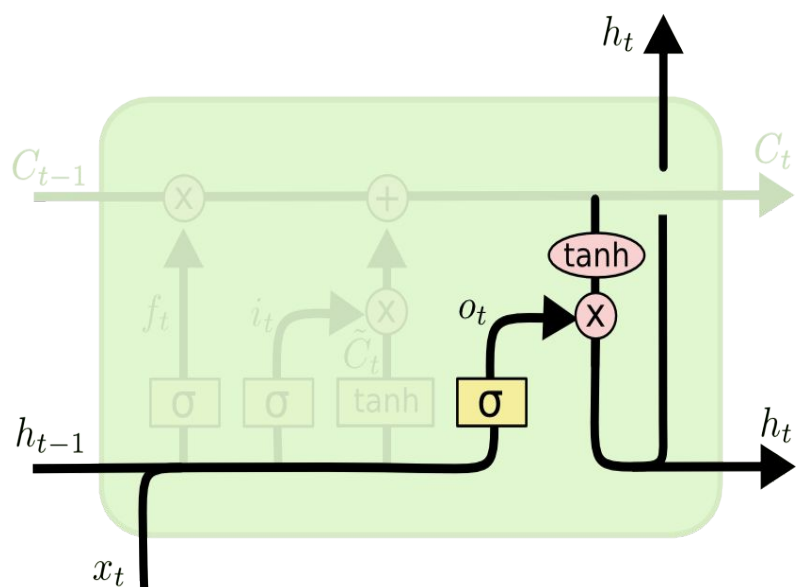 h_t
C_{t-1}
C_t
x
+
tanh
f_t
i_t
x
o_t
x
C̃_t
σ
σ
tanh
σ
h_{t-1}
h_t
x_t